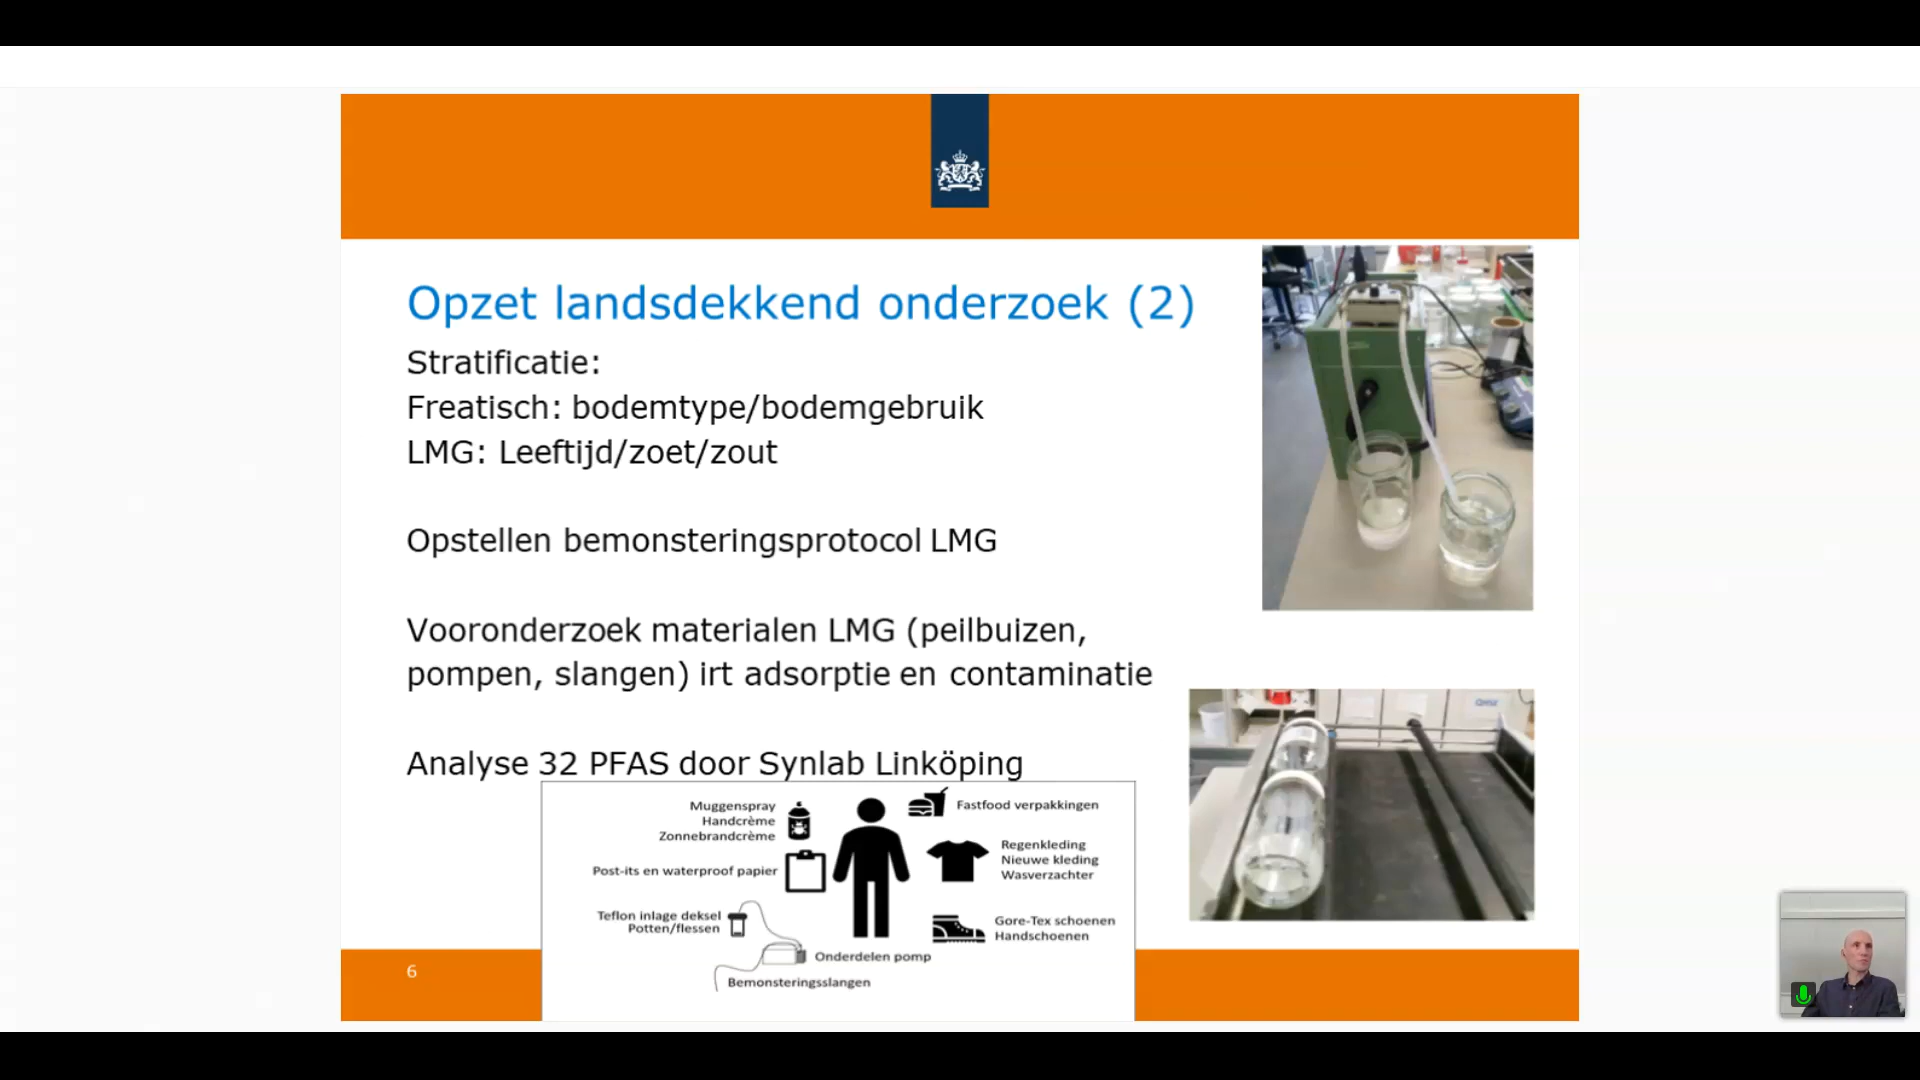 Opzet landsdekkend onderzoek (2)
Stratificatie:
Freatisch: bodemtype/bodemgebruik
LMG: Leeftijd/zoet/zout
Opstellen bemonsteringsprotocol LMG
Vooronderzoek materialen LMG (peilbuizen,
pompen, slangen) irt adsorptie en contaminatie
Analyse 32 PFAS door Synlab Linköping
Muggenspray
Handcrème
Zonnebrandcrème
Fastfood verpakkingen
Post-its en waterproof papier
Regenkleding
Nieuwe kleding
Wasverzachter
Teflon inlage deksel
Potten/flessen
Gore-Tex schoenen
Handschoenen
Onderdelen pomp
Bemonsteringsslangen
6